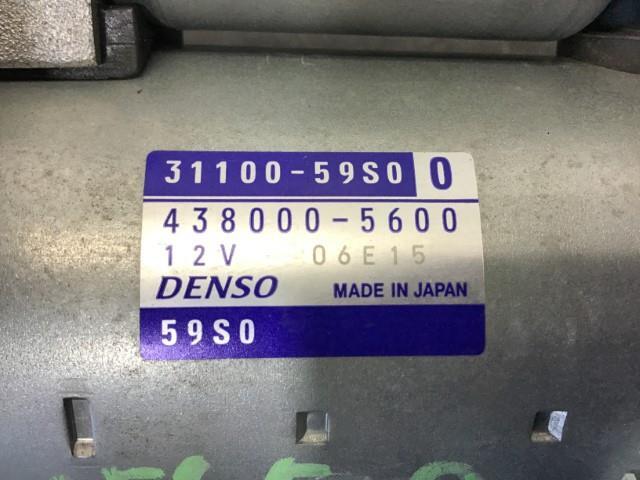 31100-59S0 0
438000-5600
12V 06E15
DENSO MADE IN JAPAN
59S0